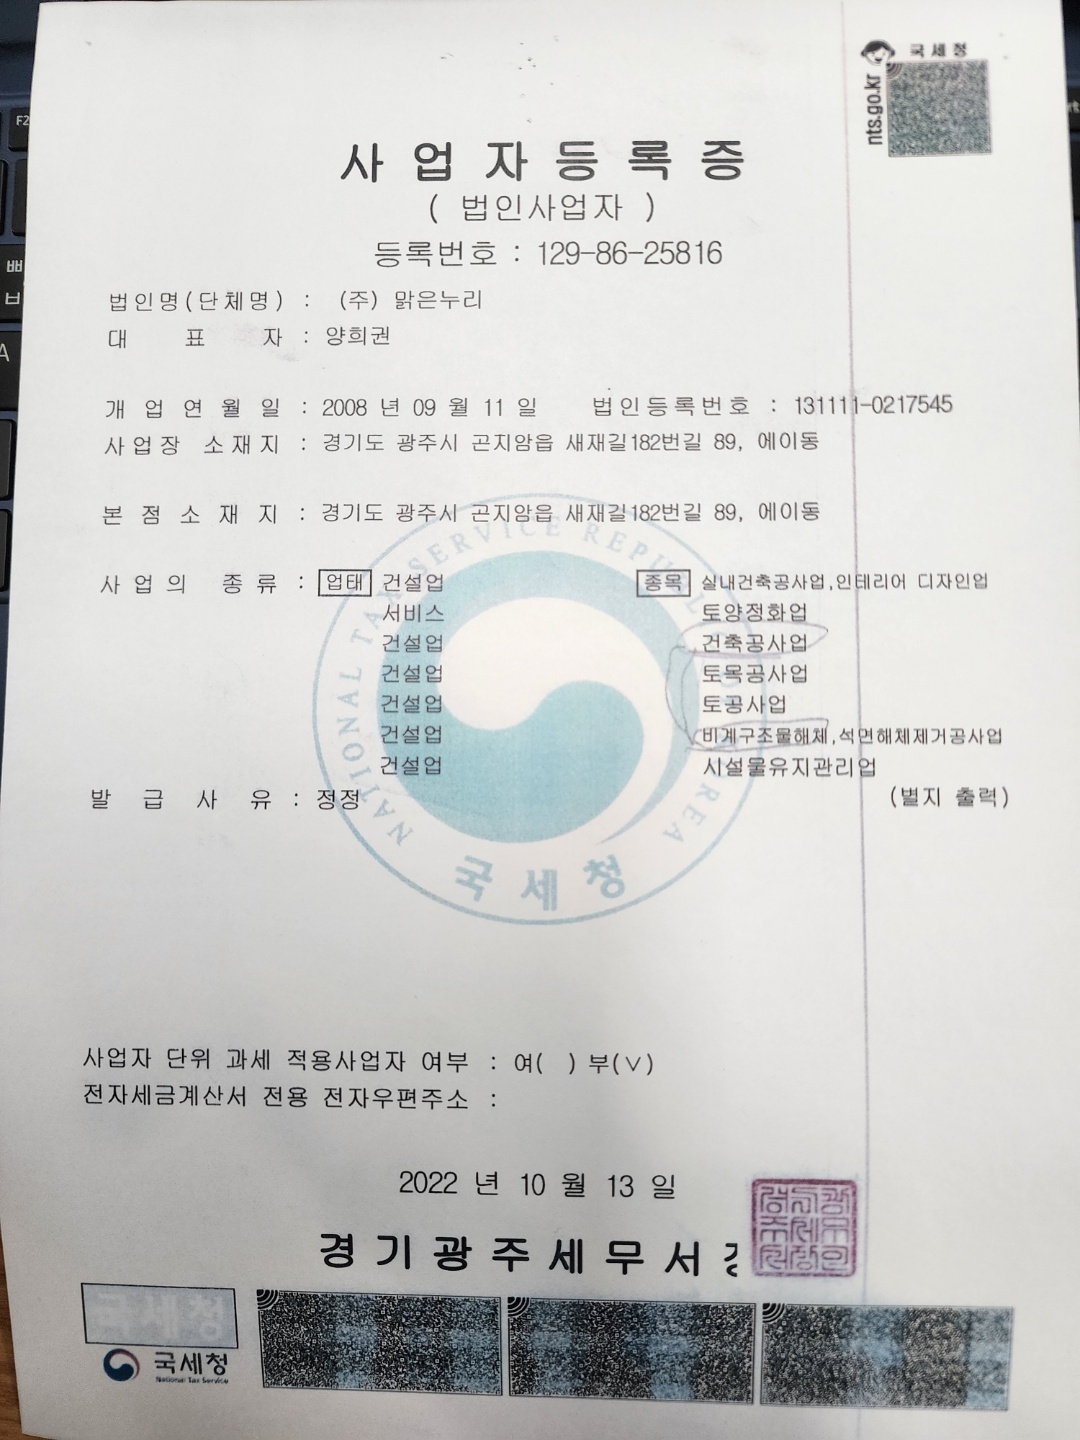 국세청
nts.go.kr
사업자등록증
( 법인사업자 )
등록번호 : 129-86-25816
법인명(단체명) : (주) 맑은누리
대 표 자 : 양희권
개 업 연 월 일 : 2008 년 09 월 11 일 법인등록번호 : 131111-0217545
사업장 소재지 : 경기도 광주시 곤지암읍 새재길182번길 89, 에이동
본 점 소 재 지 : 경기도 광주시 곤지암읍 새재길182번길 89, 에이동
사 업 의 종 류 : 업태 건설업 종목 실내건축공사업,인테리어 디자인업
서비스 토양정화업
건설업 건축공사업
건설업 토목공사업
건설업 토공사업
건설업 비계구조물해체,석면해체제거공사업
건설업 시설물유지관리업
발 급 사 유 : 정정 (별지 출력)
NATIONAL TAX SERVICE REPUBLIC OF KOREA
국세청
사업자 단위 과세 적용사업자 여부 : 여( ) 부(∨)
전자세금계산서 전용 전자우편주소 :
2022 년 10 월 13 일
경기광주세무서
국세청
국세청
National Tax Service
F2
ㅃ
ㅂ
A